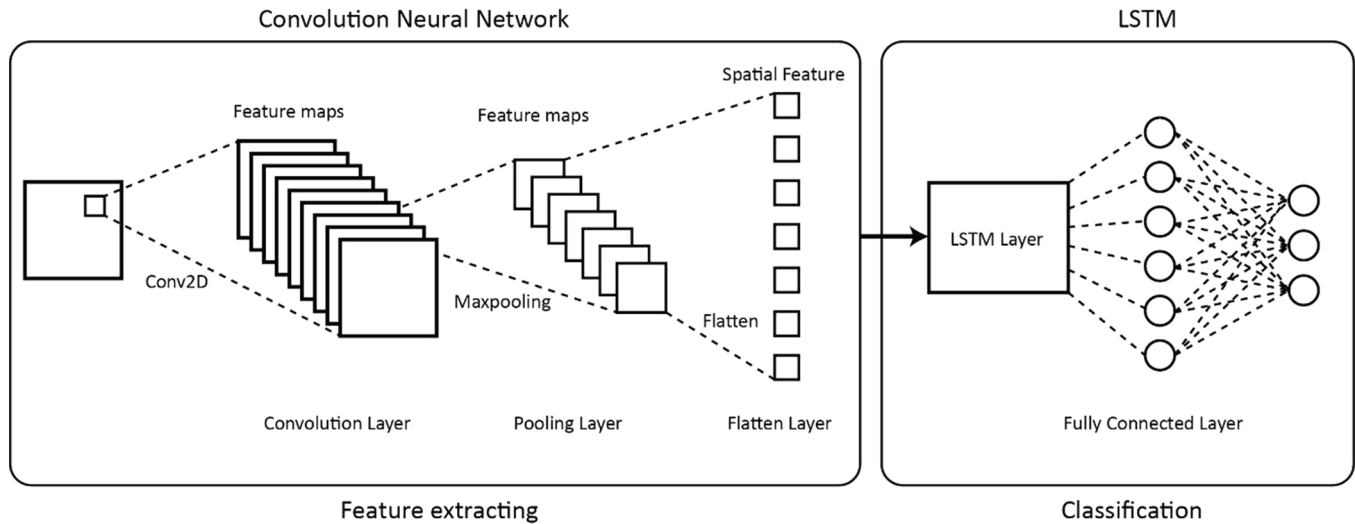 Convolution Neural Network
LSTM
Spatial Feature
Feature maps
Feature maps
Conv2D
Maxpooling
Flatten
LSTM Layer
Convolution Layer
Pooling Layer
Flatten Layer
Fully Connected Layer
Feature extracting
Classification